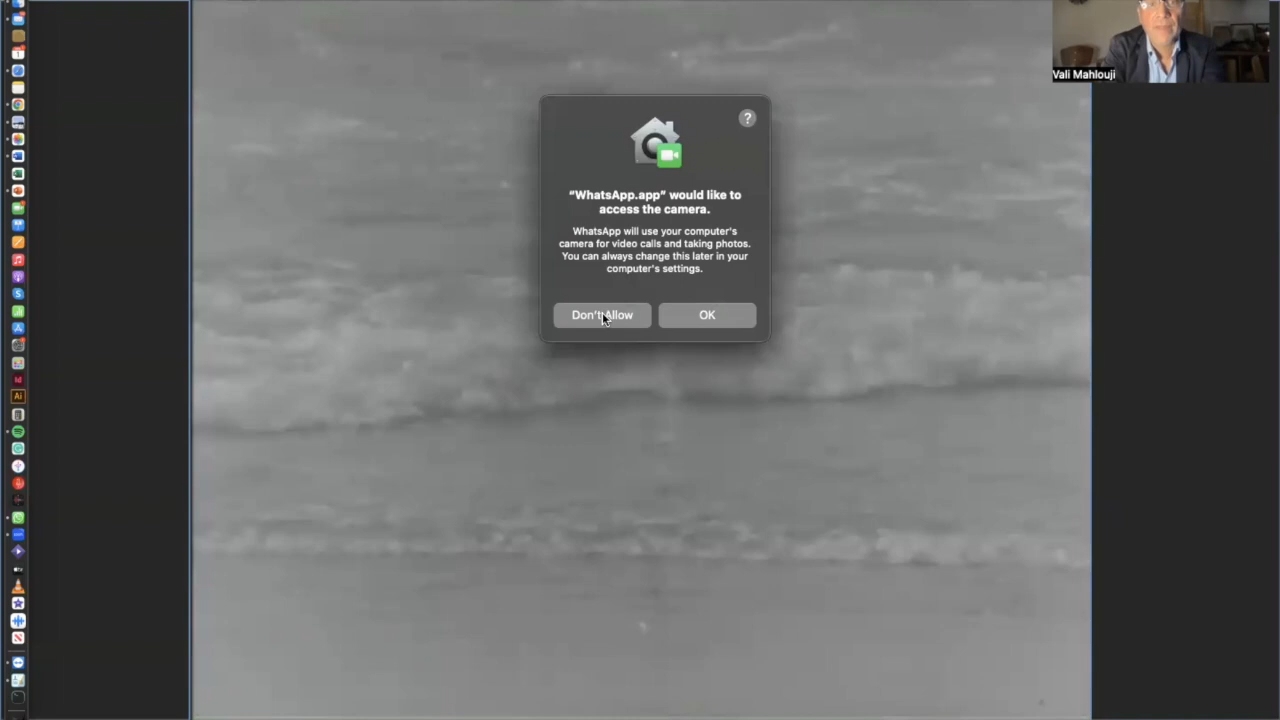 Vali Mahlouji
?
“WhatsApp.app” would like to
access the camera.
WhatsApp will use your computer's
camera for video calls and taking photos.
You can always change this later in your
computer's settings.
Don't Allow
OK
Ai